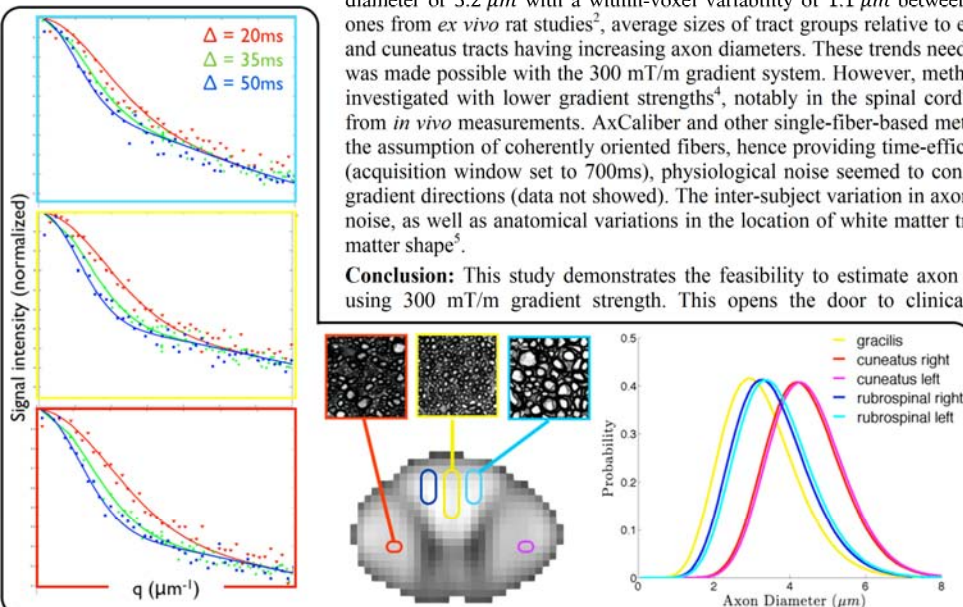 diameter of 3.2 μm with a within-voxel variability of 1.1 μm between
ones from ex vivo rat studies², average sizes of tract groups relative to e
and cuneatus tracts having increasing axon diameters. These trends need
was made possible with the 300 mT/m gradient system. However, meth
investigated with lower gradient strengths⁴, notably in the spinal cord
from in vivo measurements. AxCaliber and other single-fiber-based met
the assumption of coherently oriented fibers, hence providing time-effic
(acquisition window set to 700ms), physiological noise seemed to con
gradient directions (data not showed). The inter-subject variation in axo
noise, as well as anatomical variations in the location of white matter t
matter shape⁵.
Conclusion: This study demonstrates the feasibility to estimate axon
using 300 mT/m gradient strength. This opens the door to clinica
Δ = 20ms
Δ = 35ms
Δ = 50ms
Signal intensity (normalized)
q (μm⁻¹)
gracilis
cuneatus right
cuneatus left
rubrospinal right
rubrospinal left
Probability
0.5
0.4
0.3
0.2
0.1
0
0 2 4 6 8
Axon Diameter (μm)